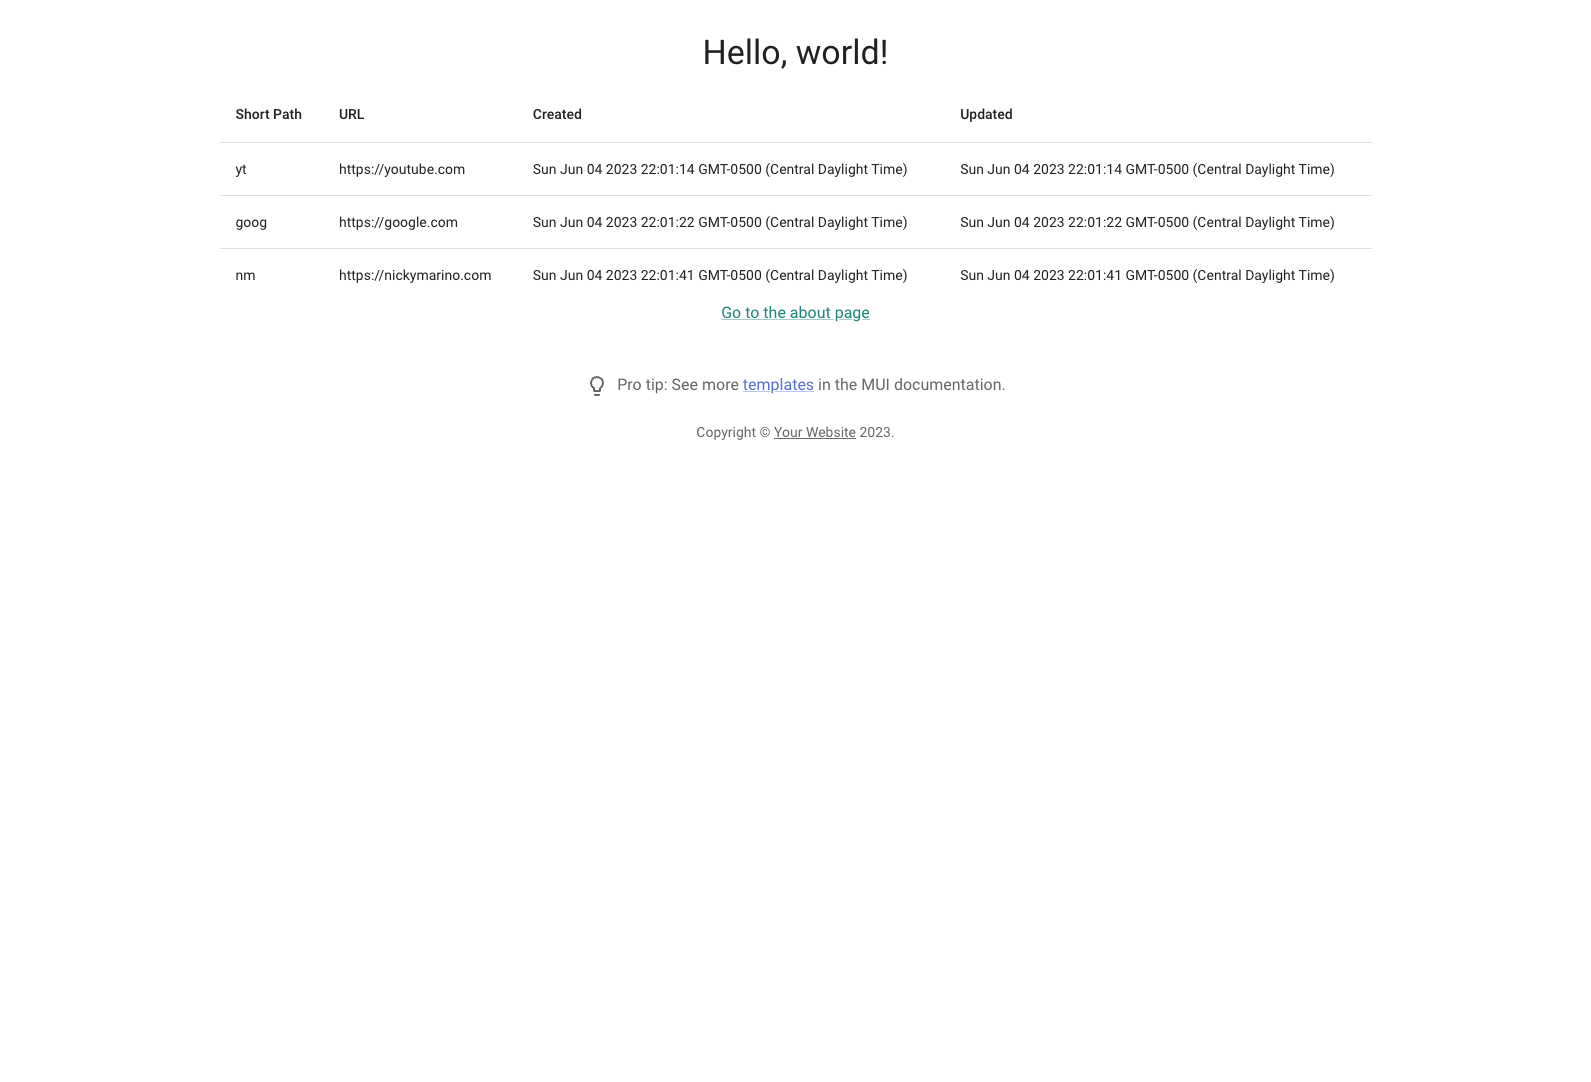 Hello, world!
Short Path URL Created Updated
yt https://youtube.com Sun Jun 04 2023 22:01:14 GMT-0500 (Central Daylight Time) Sun Jun 04 2023 22:01:14 GMT-0500 (Central Daylight Time)
goog https://google.com Sun Jun 04 2023 22:01:22 GMT-0500 (Central Daylight Time) Sun Jun 04 2023 22:01:22 GMT-0500 (Central Daylight Time)
nm https://nickymarino.com Sun Jun 04 2023 22:01:41 GMT-0500 (Central Daylight Time) Sun Jun 04 2023 22:01:41 GMT-0500 (Central Daylight Time)
Go to the about page
Pro tip: See more templates in the MUI documentation.
Copyright © Your Website 2023.